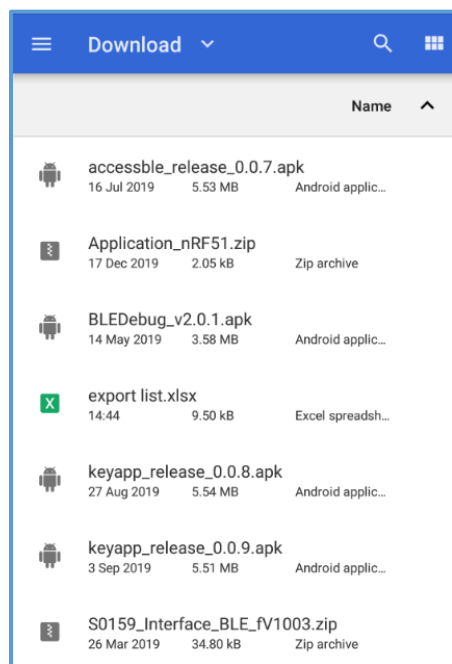 Download
Name
accessble_release_0.0.7.apk
16 Jul 2019 5.53 MB Android applic...
Application_nRF51.zip
17 Dec 2019 2.05 kB Zip archive
BLEDebug_v2.0.1.apk
14 May 2019 3.58 MB Android applic...
export list.xlsx
14:44 9.50 kB Excel spreadsh...
keyapp_release_0.0.8.apk
27 Aug 2019 5.54 MB Android applic...
keyapp_release_0.0.9.apk
3 Sep 2019 5.51 MB Android applic...
S0159_Interface_BLE_fV1003.zip
26 Mar 2019 34.80 kB Zip archive